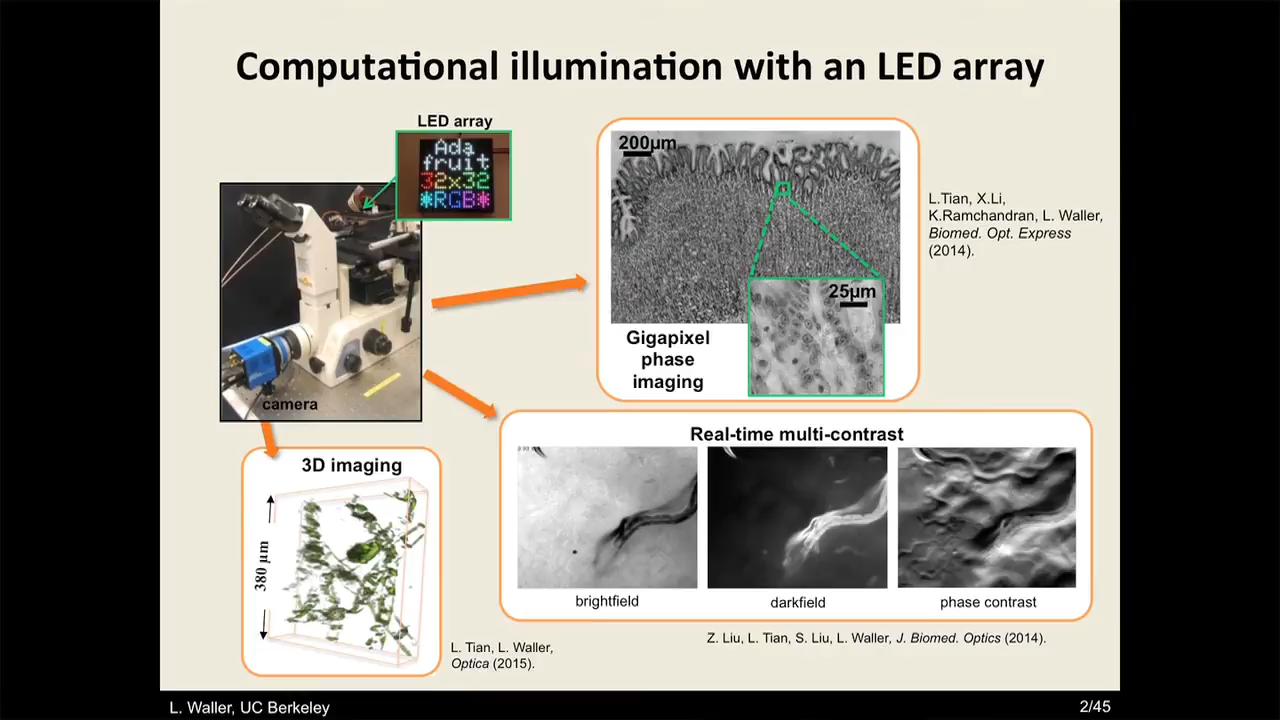 Computational illumination with an LED array
LED array
Ada
fruit
32x32
*RGB*
camera
200µm
25µm
Gigapixel
phase
imaging
L.Tian, X.Li,
K.Ramchandran, L. Waller,
Biomed. Opt. Express
(2014).
3D imaging
380 µm
L. Tian, L. Waller,
Optica (2015).
Real-time multi-contrast
brightfield
darkfield
phase contrast
Z. Liu, L. Tian, S. Liu, L. Waller, J. Biomed. Optics (2014).
L. Waller, UC Berkeley
2/45